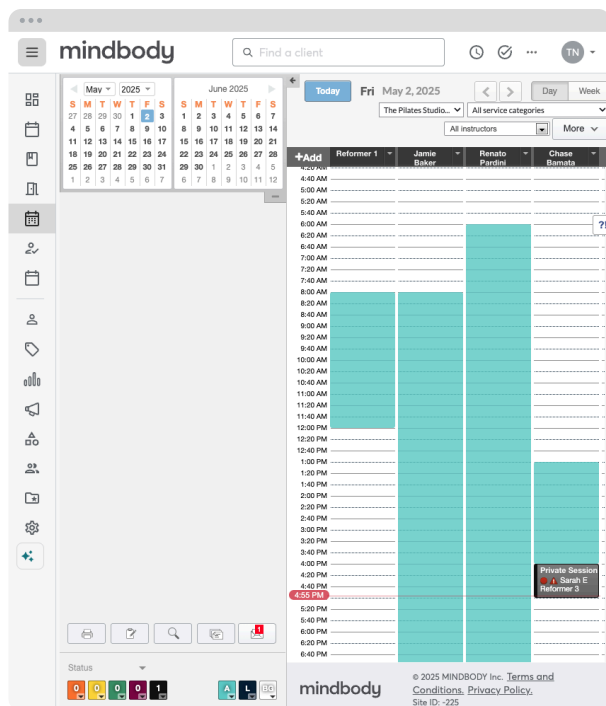 mindbody
Find a client
TN
May 2025
S M T W T F S
27 28 29 30 1 2 3
4 5 6 7 8 9 10
11 12 13 14 15 16 17
18 19 20 21 22 23 24
25 26 27 28 29 30 31
1 2 3 4 5 6 7
June 2025
S M T W T F S
1 2 3 4 5 6 7
8 9 10 11 12 13 14
15 16 17 18 19 20 21
22 23 24 25 26 27 28
29 30 1 2 3 4 5
6 7 8 9 10 11 12
Today Fri May 2, 2025 Day Week
The Pilates Studio... All service categories
All instructors More
+Add Reformer 1 Jamie Baker Renato Pardini Chase Bamata
4:20 AM
4:40 AM
5:00 AM
5:20 AM
5:40 AM
6:00 AM
6:20 AM
6:40 AM
7:00 AM
7:20 AM
7:40 AM
8:00 AM
8:20 AM
8:40 AM
9:00 AM
9:20 AM
9:40 AM
10:00 AM
10:20 AM
10:40 AM
11:00 AM
11:20 AM
11:40 AM
12:00 PM
12:20 PM
12:40 PM
1:00 PM
1:20 PM
1:40 PM
2:00 PM
2:20 PM
2:40 PM
3:00 PM
3:20 PM
3:40 PM
4:00 PM
4:20 PM
4:40 PM
4:55 PM
5:20 PM
5:40 PM
6:00 PM
6:20 PM
6:40 PM
Private Session
Sarah E
Reformer 3
1
Status
0 0 0 0 1 A L BG
mindbody
© 2025 MINDBODY Inc. Terms and
Conditions. Privacy Policy.
Site ID: -225